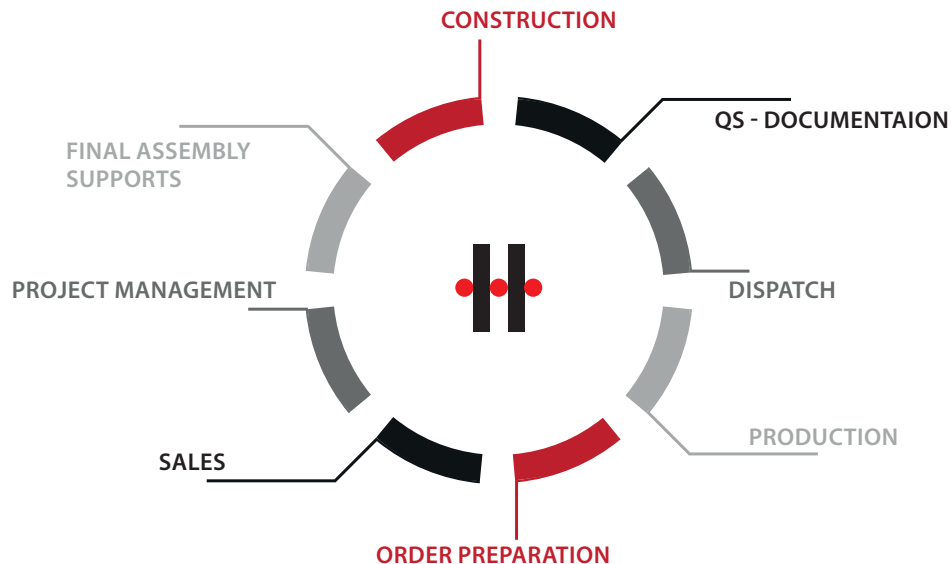 CONSTRUCTION
QS - DOCUMENTAION
FINAL ASSEMBLY
SUPPORTS
PROJECT MANAGEMENT
DISPATCH
PRODUCTION
SALES
ORDER PREPARATION